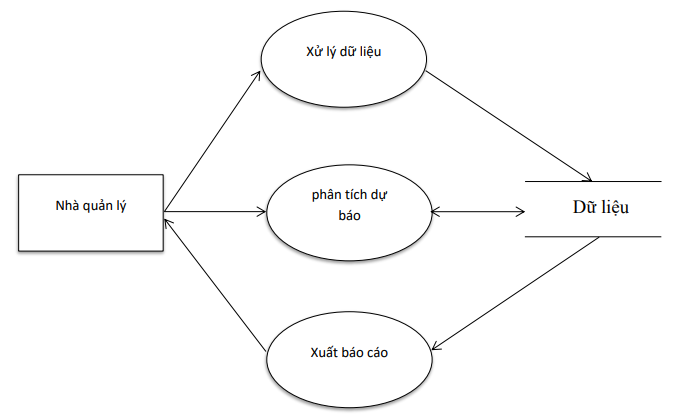 Xử lý dữ liệu
Nhà quản lý
phân tích dự
báo
Dữ liệu
Xuất báo cáo